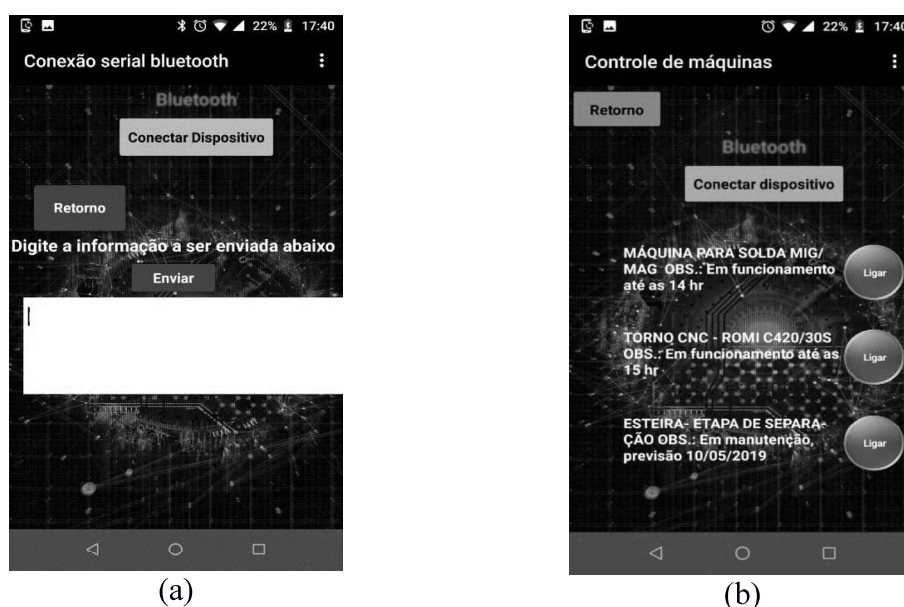 22% 17:40
Conexão serial bluetooth
Bluetooth
Conectar Dispositivo
Retorno
Digite a informação a ser enviada abaixo
Enviar
(a)
22% 17:40
Controle de máquinas
Retorno
Bluetooth
Conectar dispositivo
MÁQUINA PARA SOLDA MIG/
MAG OBS.: Em funcionamento
até as 14 hr
Ligar
TORNO CNC - ROMI C420/30S
OBS.: Em funcionamento até as
15 hr
Ligar
ESTEIRA- ETAPA DE SEPARA-
ÇÃO OBS.: Em manutenção,
previsão 10/05/2019
Ligar
(b)